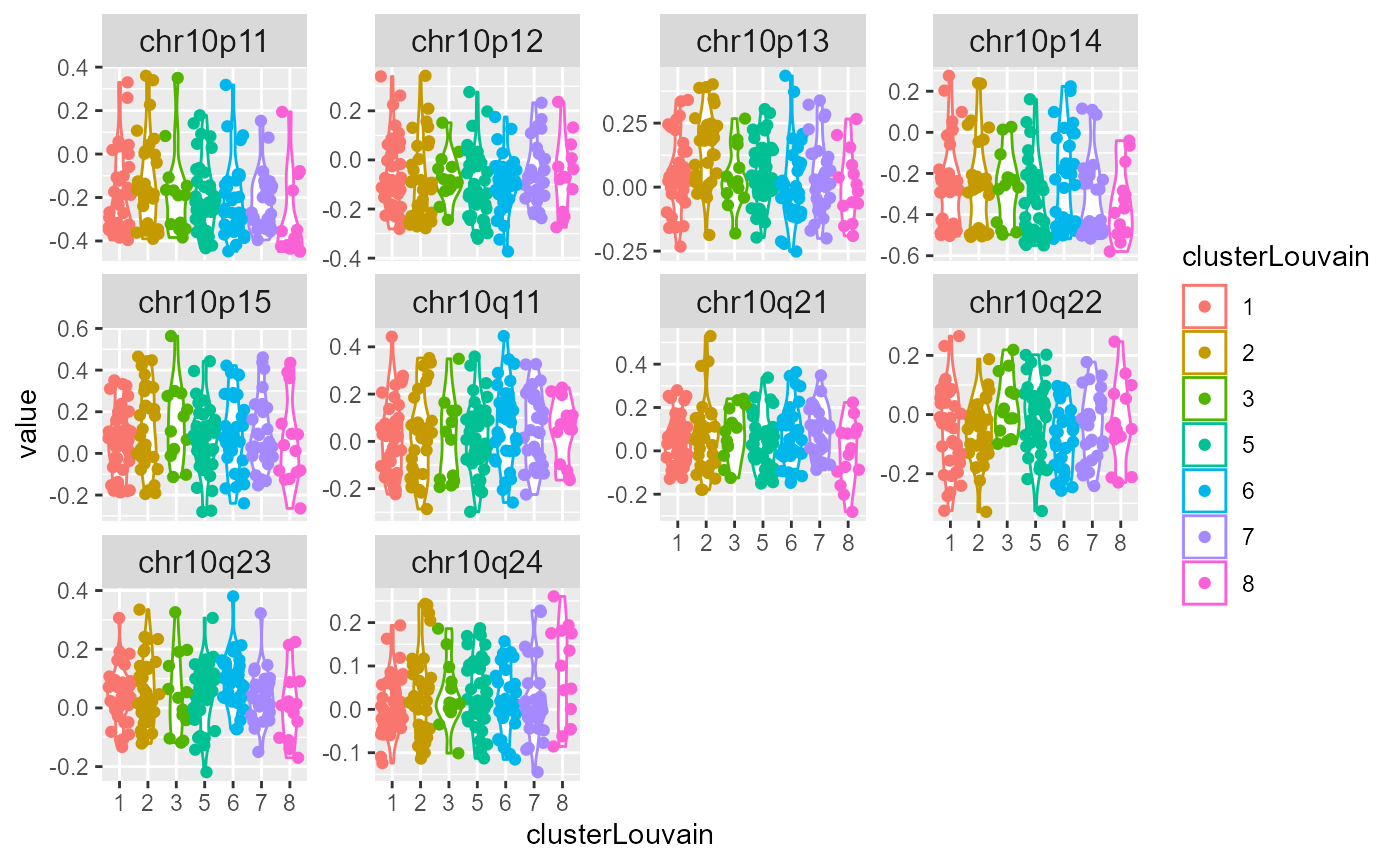 chr10p11 chr10p12 chr10p13 chr10p14
0.4 0.2 0.0 -0.2 -0.4
0.2 0.0 -0.2 -0.4
0.25 0.00 -0.25
0.2 0.0 -0.2 -0.4 -0.6
chr10p15 chr10q11 chr10q21 chr10q22
0.6 0.4 0.2 0.0 -0.2
0.4 0.2 0.0 -0.2
0.4 0.2 0.0 -0.2
0.2 0.0 -0.2
1 2 3 5 6 7 8
1 2 3 5 6 7 8
chr10q23 chr10q24
0.4 0.2 0.0 -0.2
0.2 0.1 0.0 -0.1
1 2 3 5 6 7 8
1 2 3 5 6 7 8
value
clusterLouvain
clusterLouvain
1
2
3
5
6
7
8